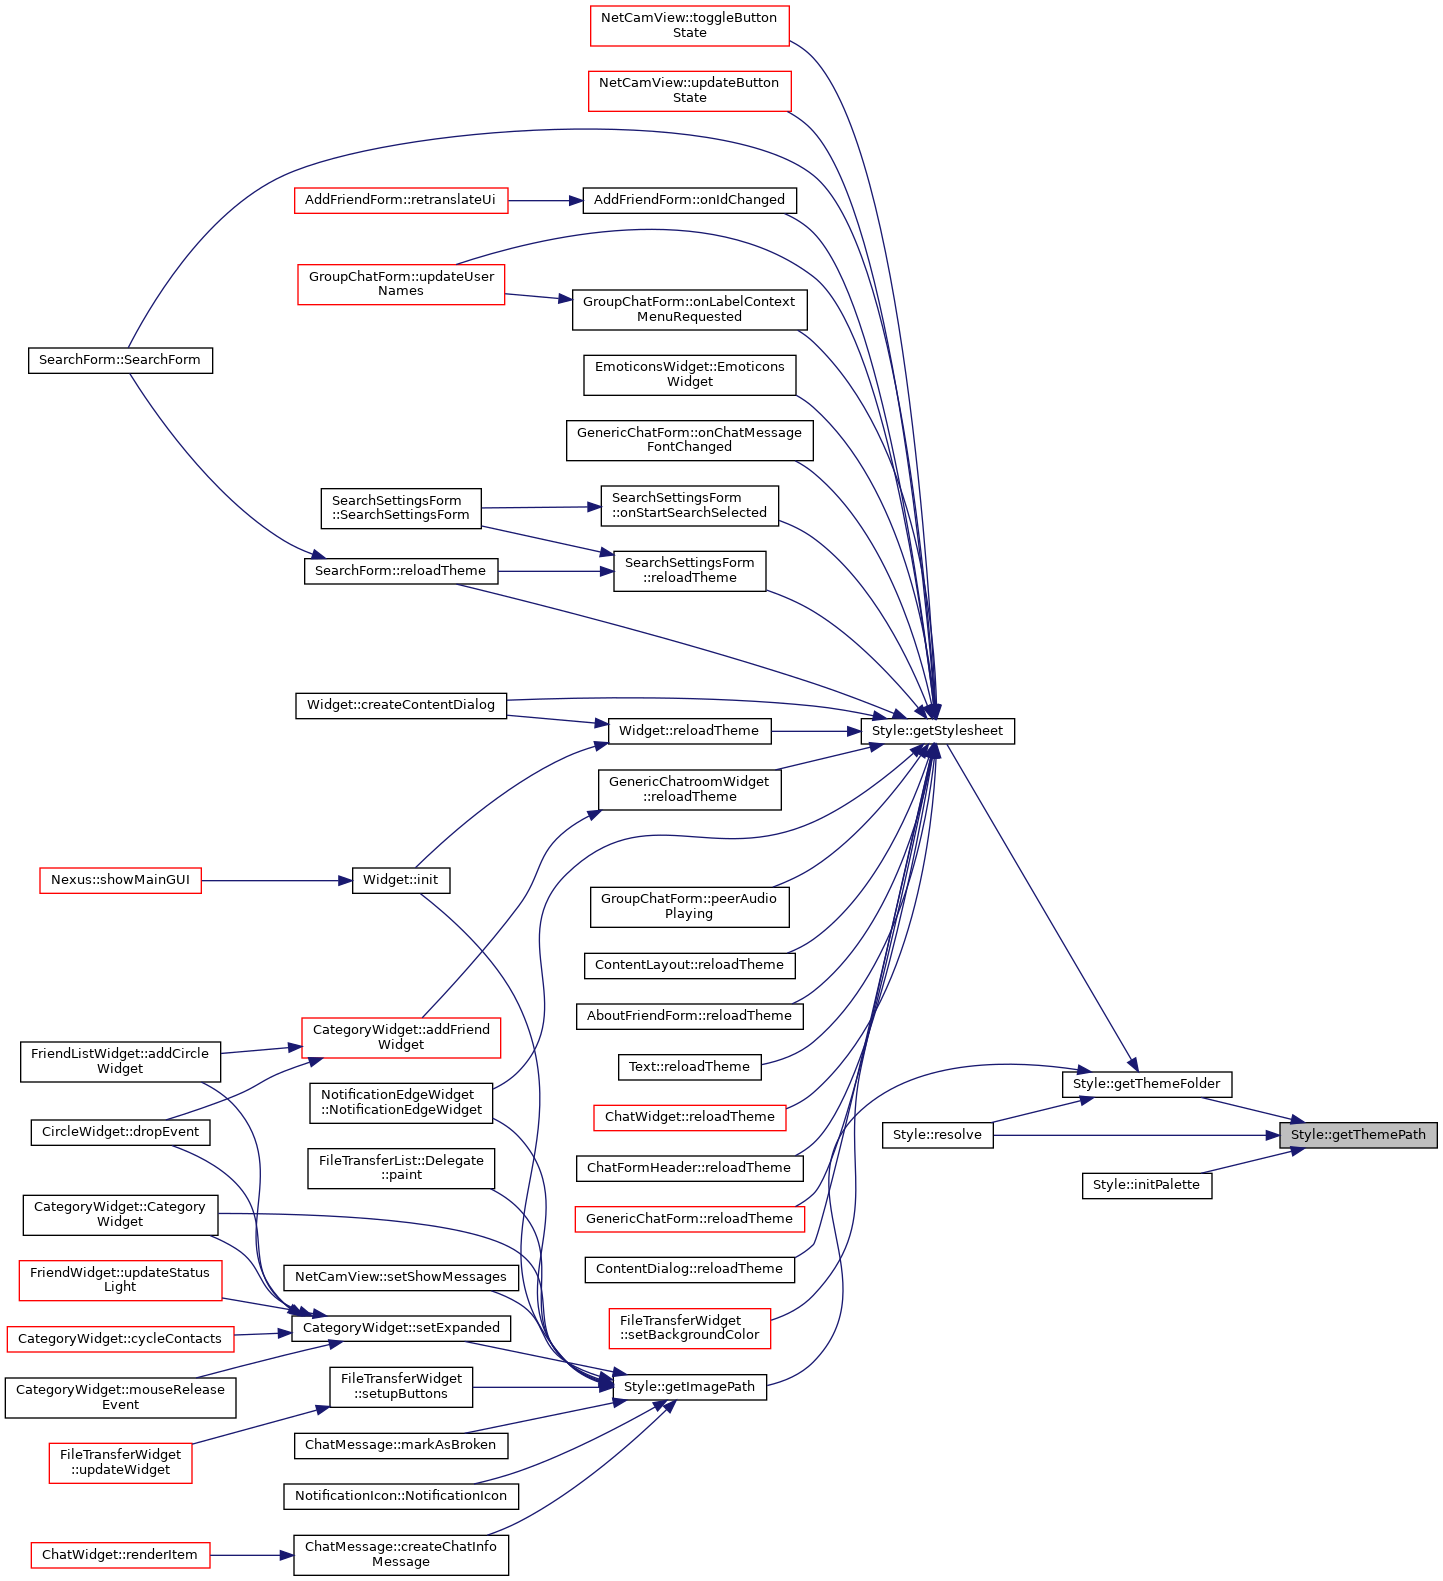 NetCamView::toggleButton
State
NetCamView::updateButton
State
AddFriendForm::retranslateUi
AddFriendForm::onIdChanged
GroupChatForm::updateUser
Names
GroupChatForm::onLabelContext
MenuRequested
SearchForm::SearchForm
EmoticonsWidget::Emoticons
Widget
GenericChatForm::onChatMessage
FontChanged
SearchSettingsForm
::SearchSettingsForm
SearchSettingsForm
::onStartSearchSelected
SearchForm::reloadTheme
SearchSettingsForm
::reloadTheme
Widget::createContentDialog
Widget::reloadTheme
Style::getStylesheet
GenericChatroomWidget
::reloadTheme
Nexus::showMainGUI
Widget::init
GroupChatForm::peerAudio
Playing
ContentLayout::reloadTheme
AboutFriendForm::reloadTheme
CategoryWidget::addFriend
Widget
FriendListWidget::addCircle
Widget
Text::reloadTheme
Style::getThemeFolder
NotificationEdgeWidget
::NotificationEdgeWidget
ChatWidget::reloadTheme
CircleWidget::dropEvent
Style::resolve
Style::getThemePath
FileTransferList::Delegate
::paint
ChatFormHeader::reloadTheme
Style::initPalette
CategoryWidget::Category
Widget
GenericChatForm::reloadTheme
FriendWidget::updateStatus
Light
NetCamView::setShowMessages
ContentDialog::reloadTheme
CategoryWidget::cycleContacts
CategoryWidget::setExpanded
FileTransferWidget
::setBackgroundColor
CategoryWidget::mouseRelease
Event
FileTransferWidget
::setupButtons
Style::getImagePath
FileTransferWidget
::updateWidget
ChatMessage::markAsBroken
NotificationIcon::NotificationIcon
ChatWidget::renderItem
ChatMessage::createChatInfo
Message